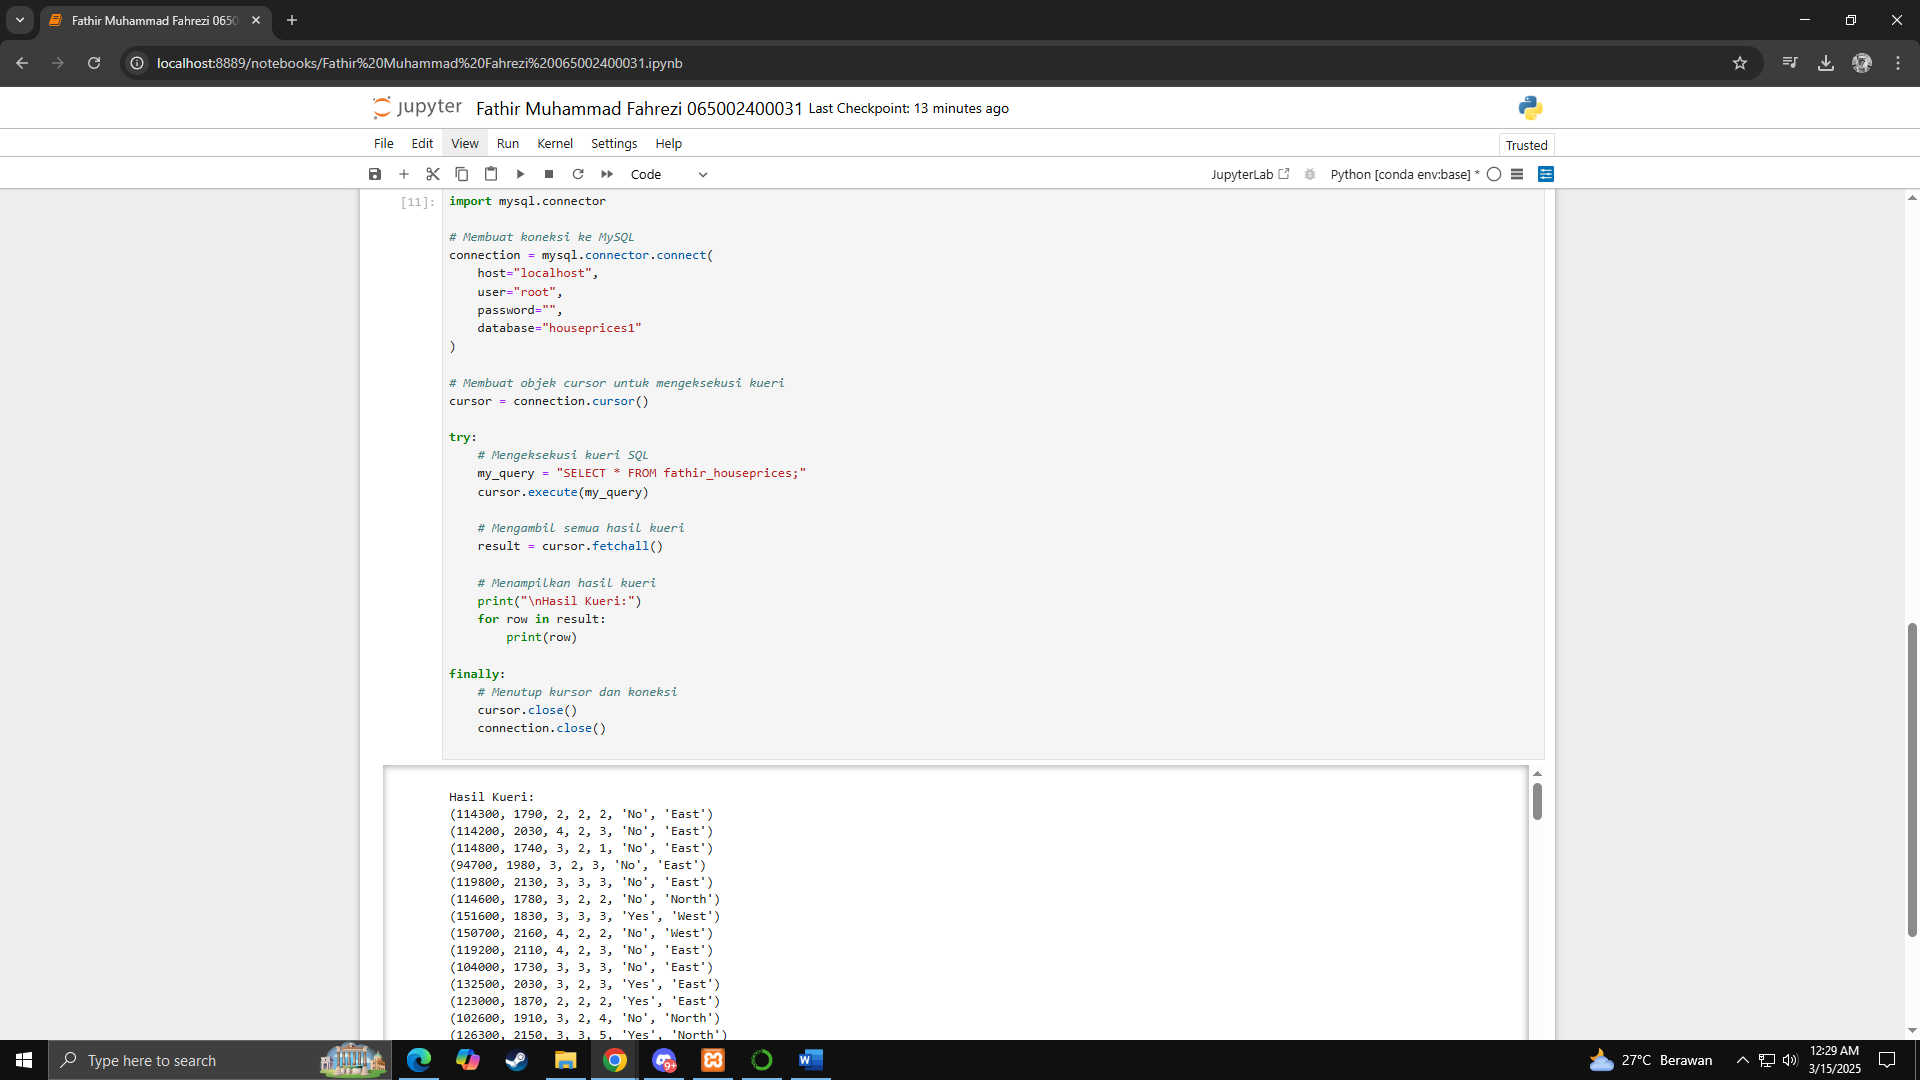 Fathir Muhammad Fahrezi 0650
localhost:8889/notebooks/Fathir%20Muhammad%20Fahrezi%20065002400031.ipynb
jupyter Fathir Muhammad Fahrezi 065002400031 Last Checkpoint: 13 minutes ago
File Edit View Run Kernel Settings Help Trusted
Code JupyterLab Python [conda env:base] *
[11]: import mysql.connector
# Membuat koneksi ke MySQL
connection = mysql.connector.connect(
host="localhost",
user="root",
password="",
database="houseprices1"
)
# Membuat objek cursor untuk mengeksekusi kueri
cursor = connection.cursor()
try:
# Mengeksekusi kueri SQL
my_query = "SELECT * FROM fathir_houseprices;"
cursor.execute(my_query)
# Mengambil semua hasil kueri
result = cursor.fetchall()
# Menampilkan hasil kueri
print("\nHasil Kueri:")
for row in result:
print(row)
finally:
# Menutup kursor dan koneksi
cursor.close()
connection.close()
Hasil Kueri:
(114300, 1790, 2, 2, 2, 'No', 'East')
(114200, 2030, 4, 2, 3, 'No', 'East')
(114800, 1740, 3, 2, 1, 'No', 'East')
(94700, 1980, 3, 2, 3, 'No', 'East')
(119800, 2130, 3, 3, 3, 'No', 'East')
(114600, 1780, 3, 2, 2, 'No', 'North')
(151600, 1830, 3, 3, 3, 'Yes', 'West')
(150700, 2160, 4, 2, 2, 'No', 'West')
(119200, 2110, 4, 2, 3, 'No', 'East')
(104000, 1730, 3, 3, 3, 'No', 'East')
(132500, 2030, 3, 2, 3, 'Yes', 'East')
(123000, 1870, 2, 2, 2, 'Yes', 'East')
(102600, 1910, 3, 2, 4, 'No', 'North')
(126300, 2150, 3, 3, 5, 'Yes', 'North')
Type here to search
27°C Berawan
12:29 AM
3/15/2025